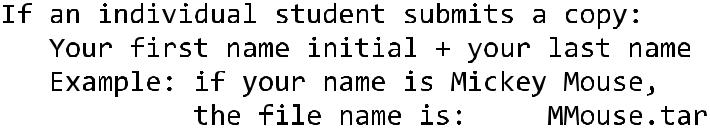 If an individual student submits a copy:
Your first name initial + your last name
Example: if your name is Mickey Mouse,
the file name is: MMouse.tar